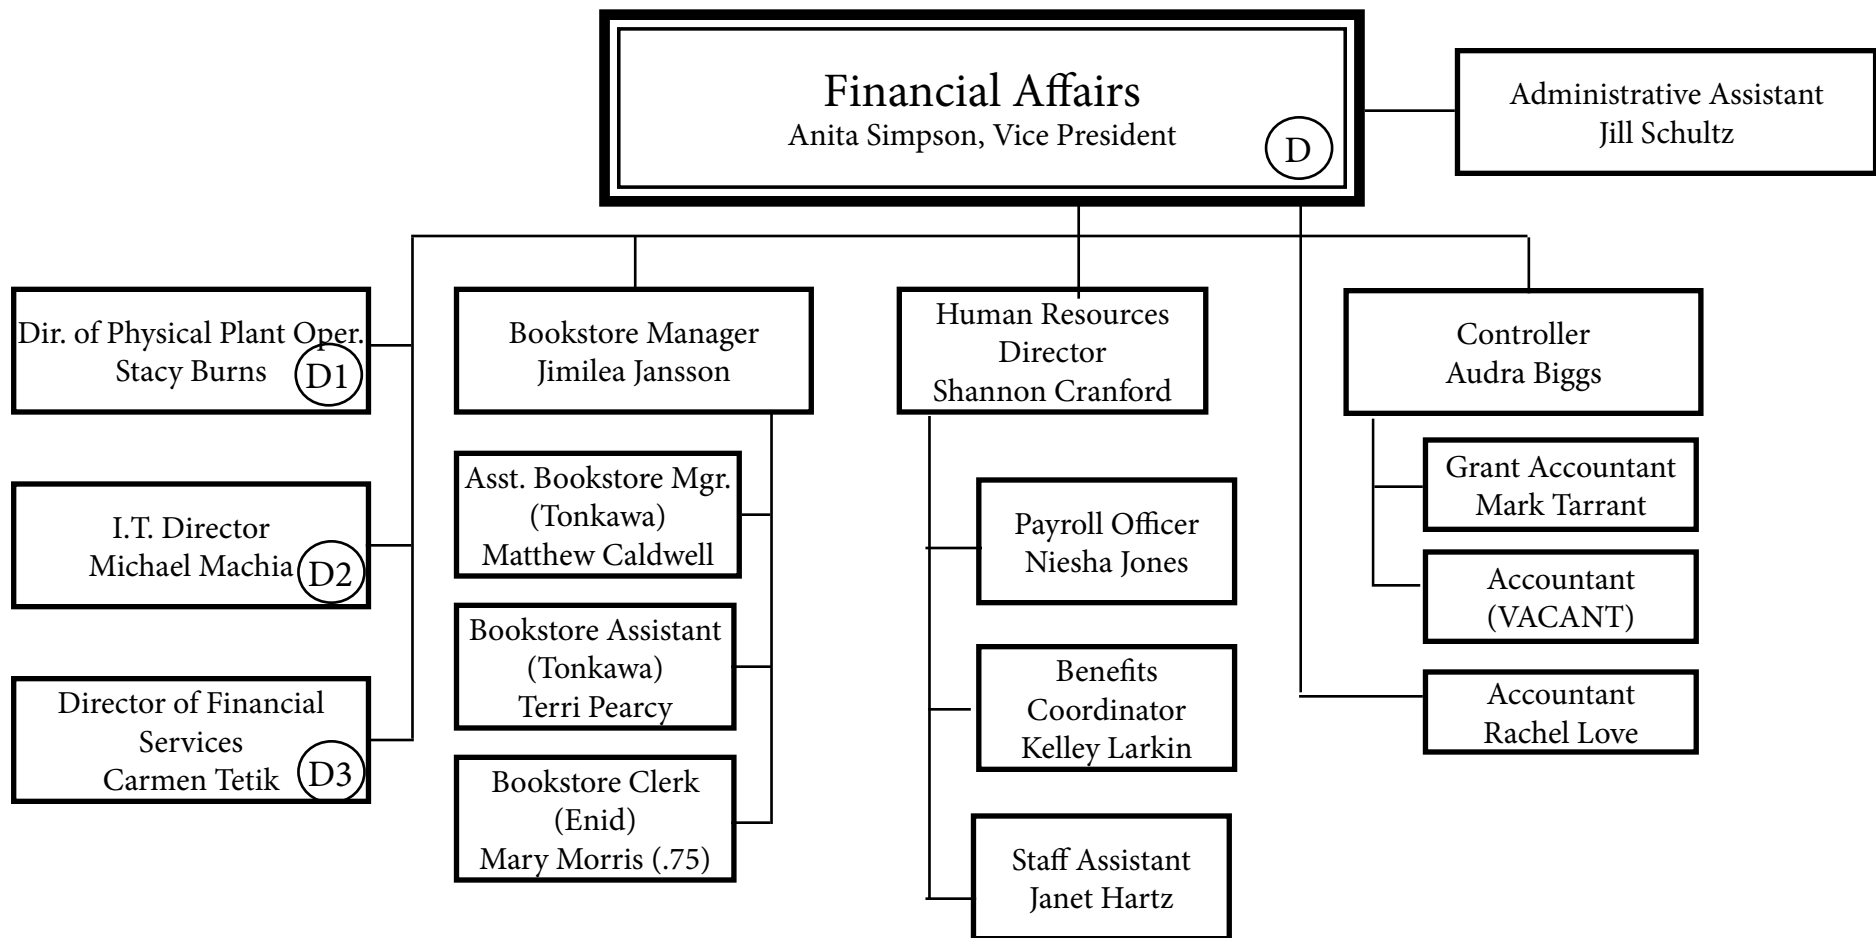 Financial Affairs
Anita Simpson, Vice President
D
Administrative Assistant
Jill Schultz
Dir. of Physical Plant Oper.
Stacy Burns
D1
I.T. Director
Michael Machia
D2
Director of Financial
Services
Carmen Tetik
D3
Bookstore Manager
Jimilea Jansson
Asst. Bookstore Mgr.
(Tonkawa)
Matthew Caldwell
Bookstore Assistant
(Tonkawa)
Terri Pearcy
Bookstore Clerk
(Enid)
Mary Morris (.75)
Human Resources
Director
Shannon Cranford
Payroll Officer
Niesha Jones
Benefits
Coordinator
Kelley Larkin
Staff Assistant
Janet Hartz
Controller
Audra Biggs
Grant Accountant
Mark Tarrant
Accountant
(VACANT)
Accountant
Rachel Love